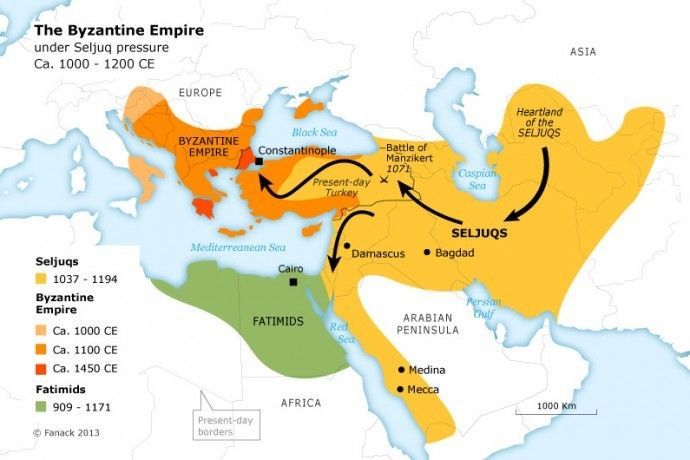 The Byzantine Empire
under Seljuq pressure
Ca. 1000 - 1200 CE
ASIA
EUROPE
Heartland
of the
SELJUQS
Black Sea
BYZANTINE
EMPIRE
Constantinople
Battle of
Manzikert
1071
Caspian
Sea
Present-day
Turkey
SELJUQS
Mediterranean Sea
Damascus
Bagdad
Cairo
Seljuqs
1037 - 1194
Byzantine
Empire
Ca. 1000 CE
Ca. 1100 CE
Ca. 1450 CE
Fatimids
909 - 1171
FATIMIDS
Red
Sea
ARABIAN
PENINSULA
Persian
Gulf
Medina
Mecca
AFRICA
Present-day
borders
1000 Km
© Fanack 2013